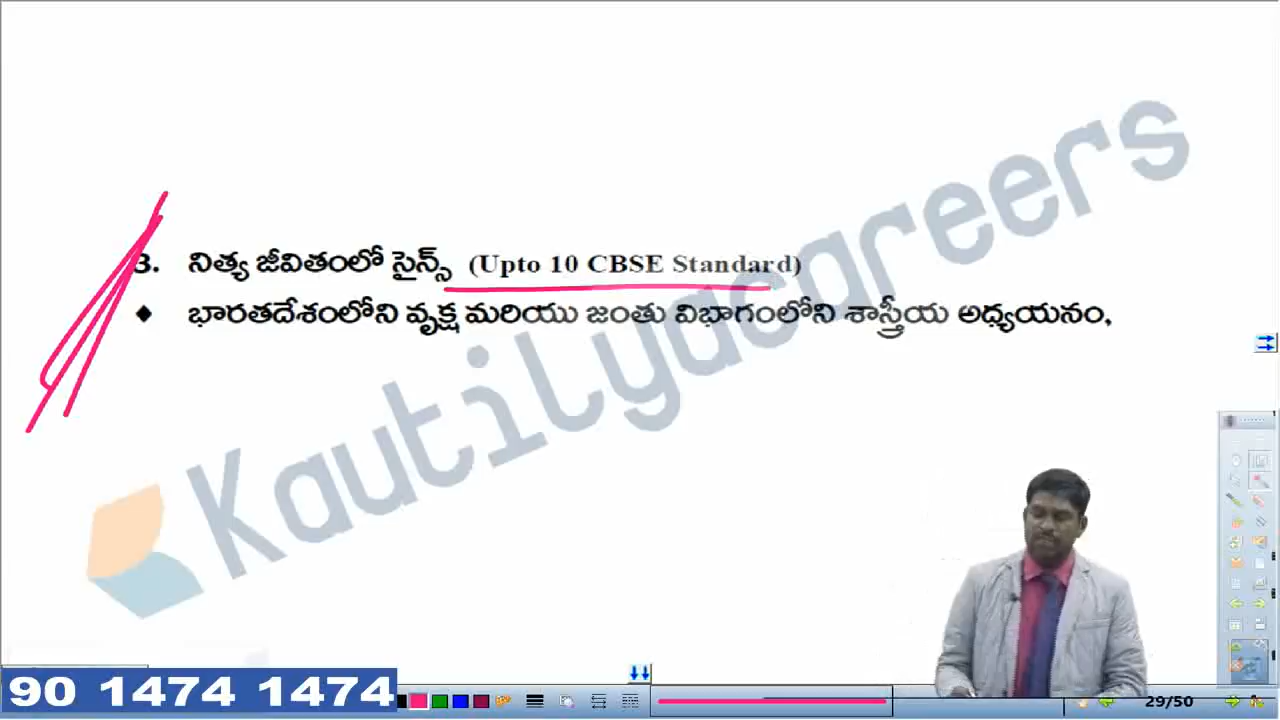 3. నిత్య జీవితంలో సైన్స్ (Upto 10 CBSE Standard)
♦ భారతదేశంలోని వృక్ష మరియు జంతు విభాగంలోని శాస్త్రీయ అధ్యయనం,
Kautilyacareers
90 1474 1474
29/50